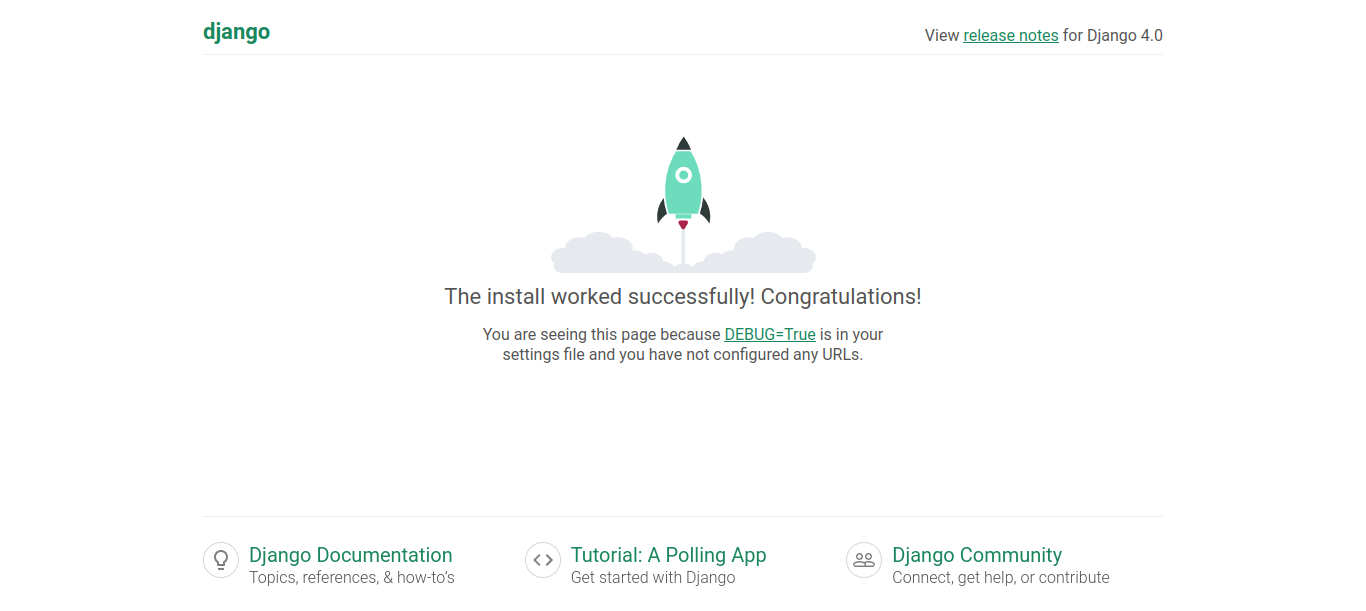 django
View release notes for Django 4.0
The install worked successfully! Congratulations!
You are seeing this page because DEBUG=True is in your
settings file and you have not configured any URLs.
Django Documentation
Topics, references, & how-to’s
Tutorial: A Polling App
Get started with Django
Django Community
Connect, get help, or contribute